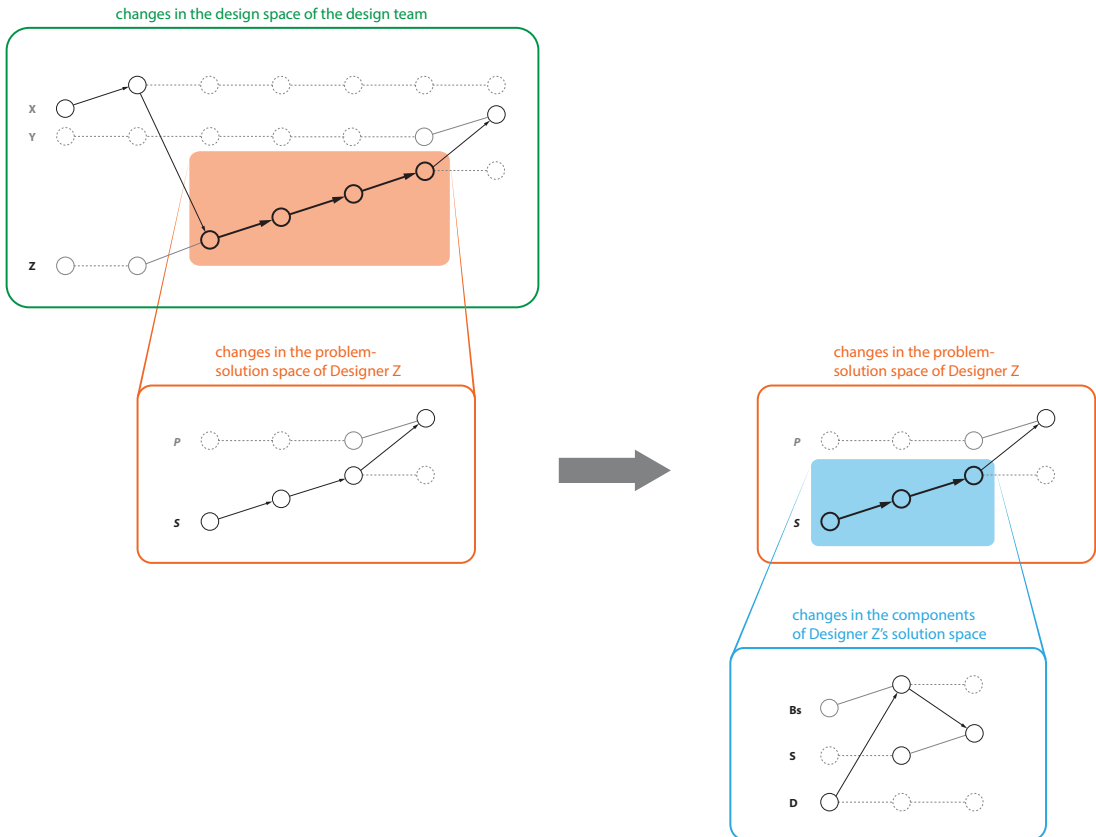 changes in the design space of the design team
X
Y
Z
changes in the problem-
solution space of Designer Z
P
S
changes in the problem-
solution space of Designer Z
P
S
changes in the components
of Designer Z's solution space
Bs
S
D